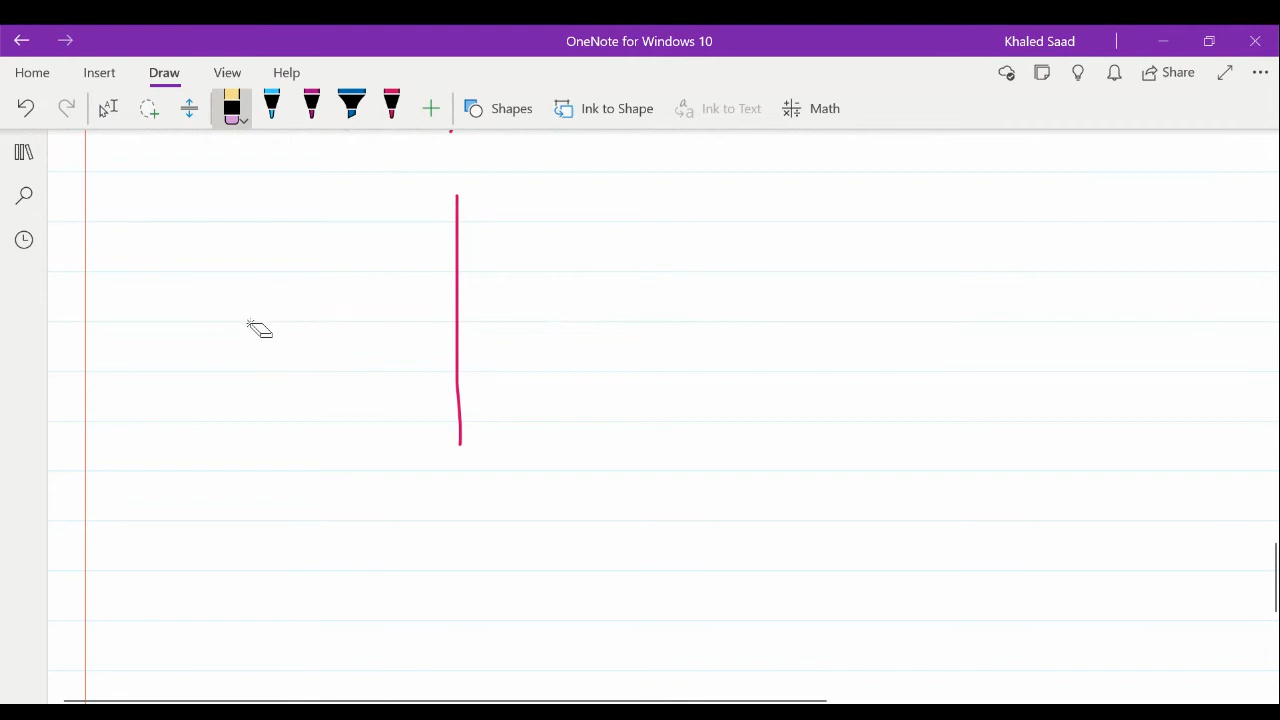 OneNote for Windows 10
Khaled Saad
Home Insert Draw View Help
Share
Shapes Ink to Shape Ink to Text Math